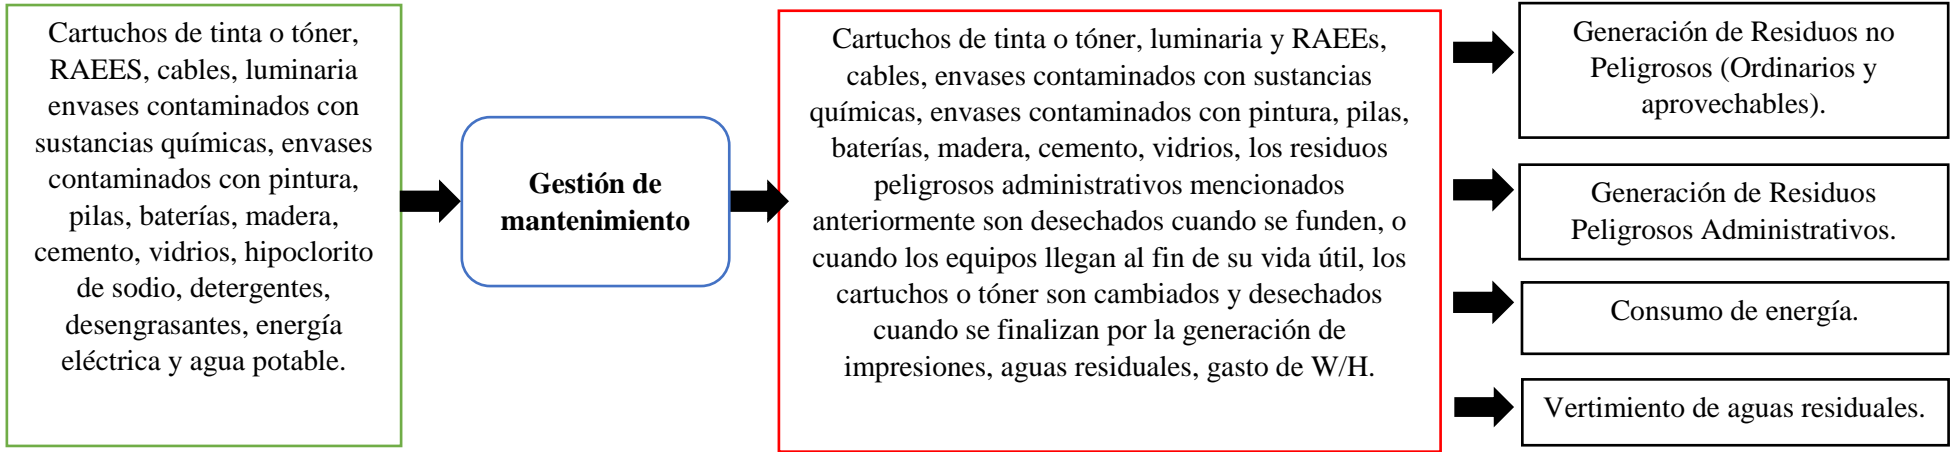 Cartuchos de tinta o tóner,
RAEES, cables, luminaria
envases contaminados con
sustancias químicas, envases
contaminados con pintura,
pilas, baterías, madera,
cemento, vidrios, hipoclorito
de sodio, detergentes,
desengrasantes, energía
eléctrica y agua potable.
Gestión de
mantenimiento
Cartuchos de tinta o tóner, luminaria y RAEEs,
cables, envases contaminados con sustancias
químicas, envases contaminados con pintura, pilas,
baterías, madera, cemento, vidrios, los residuos
peligrosos administrativos mencionados
anteriormente son desechados cuando se funden, o
cuando los equipos llegan al fin de su vida útil, los
cartuchos o tóner son cambiados y desechados
cuando se finalizan por la generación de
impresiones, aguas residuales, gasto de W/H.
Generación de Residuos no
Peligrosos (Ordinarios y
aprovechables).
Generación de Residuos
Peligrosos Administrativos.
Consumo de energía.
Vertimiento de aguas residuales.